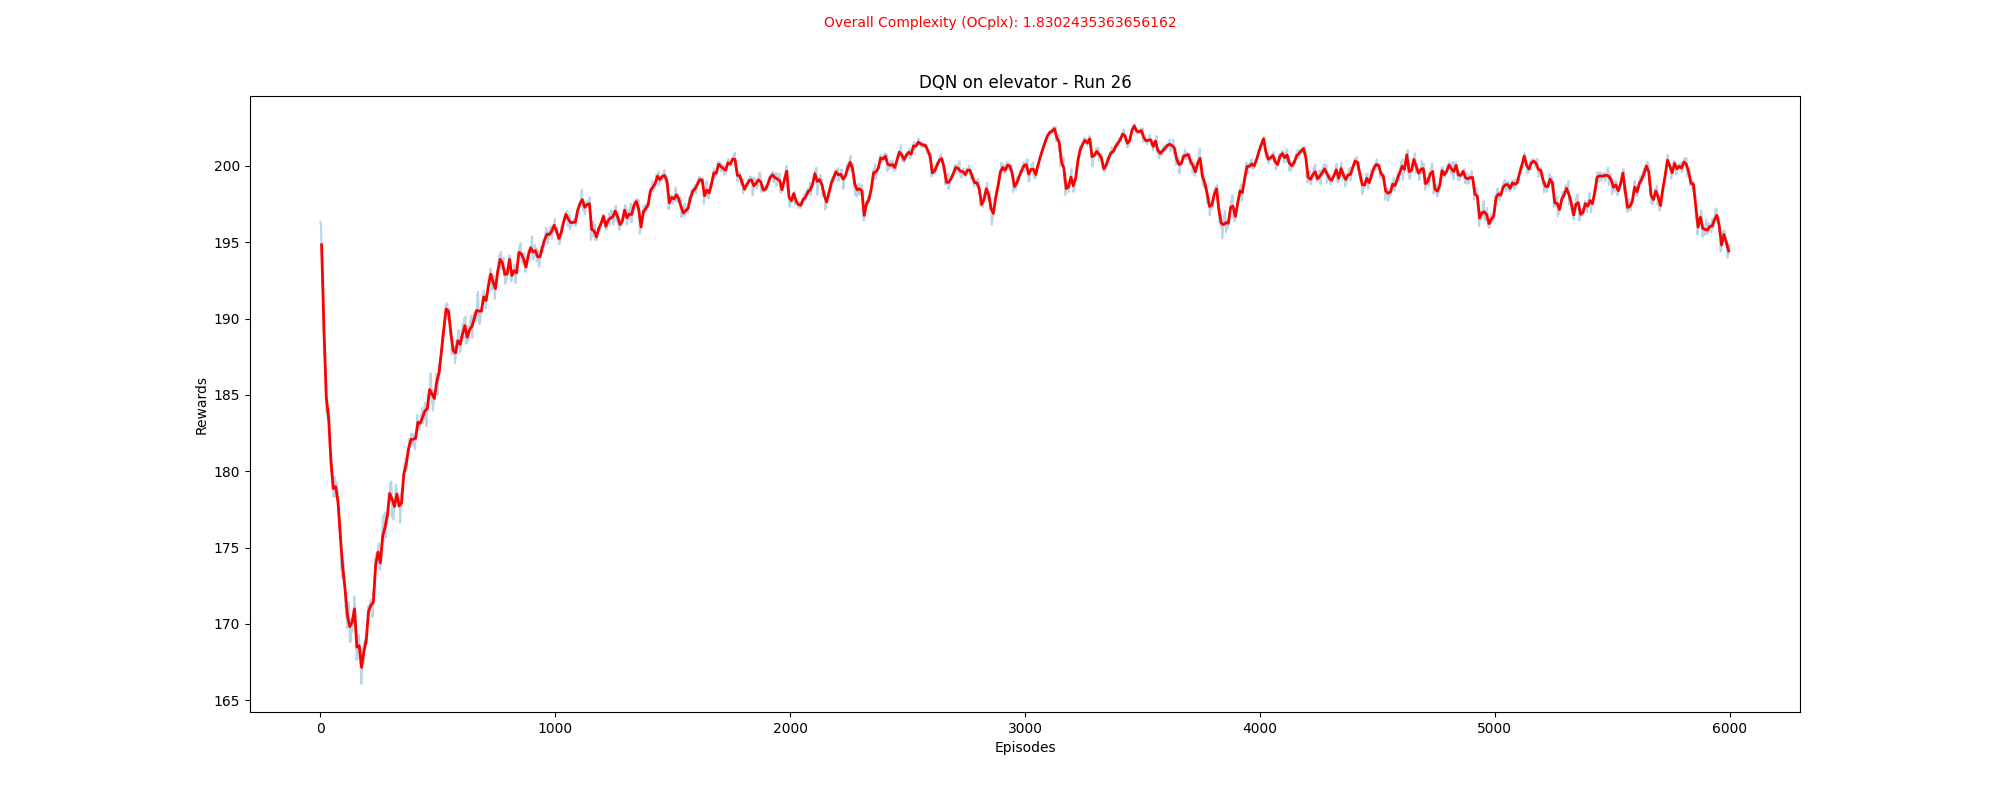 Overall Complexity (OCplx): 1.8302435363656162
DQN on elevator - Run 26
200
195
190
185
180
175
170
165
Rewards
0 1000 2000 3000 4000 5000 6000
Episodes